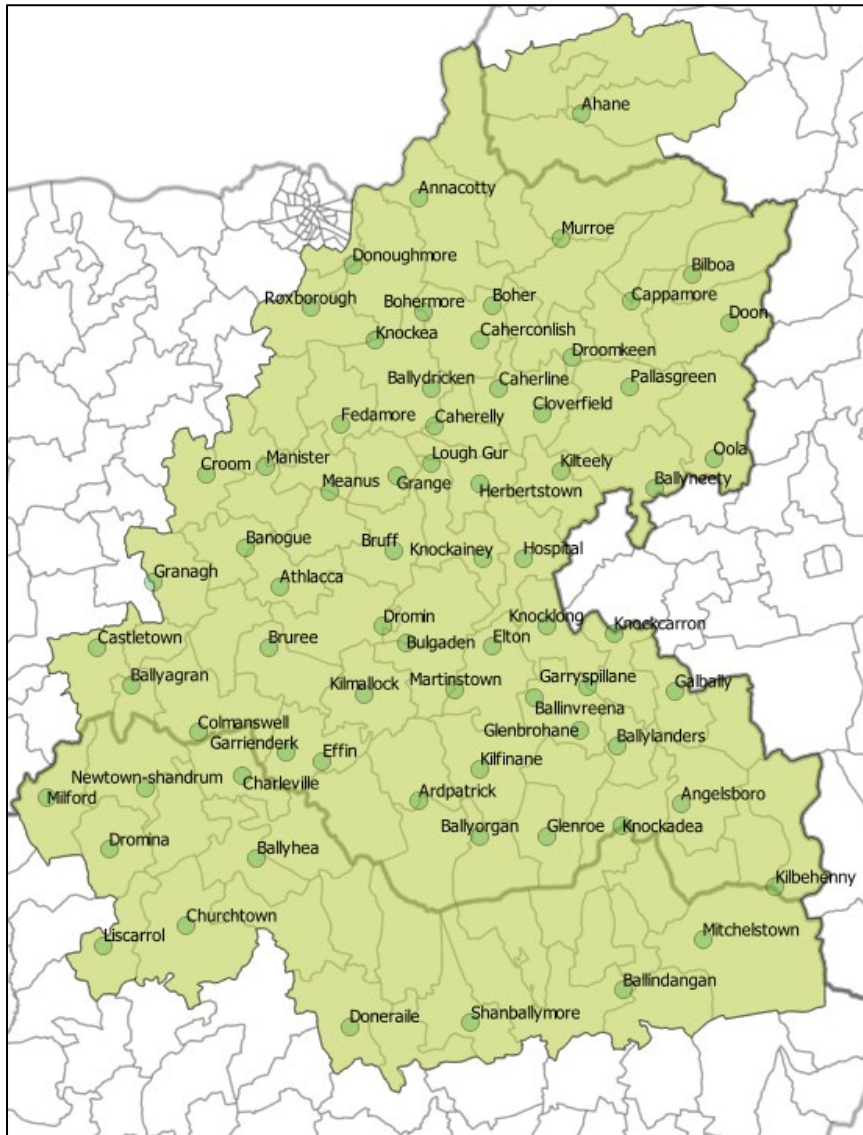 Ahane
Annacotty
Murroe
Donoughmore
Bilboa
Roxborough
Bohermore
Boher
Cappamore
Doon
Knockea
Caherconlish
Droomkeen
Ballydricken
Caherline
Pallasgreen
Fedamore
Caherelly
Cloverfield
Croom
Manister
Lough Gur
Kilteely
Oola
Meanus
Grange
Herbertstown
Ballyneety
Banogue
Bruff
Knockainey
Hospital
Granagh
Athlacca
Dromin
Knocklong
Knockcarron
Castletown
Bruree
Bulgaden
Elton
Ballyagran
Kilmallock
Martinstown
Garryspillane
Galbally
Ballinvreena
Colmanswell
Glenbrohane
Garrienderk
Effin
Ballylanders
Newtown-shandrum
Charleville
Kilfinane
Milford
Ardpatrick
Angelsboro
Dromina
Ballyhea
Ballyorgan
Glenroe
Knockadea
Kilbehenny
Churchtown
Liscarrol
Mitchelstown
Ballindangan
Doneraile
Shanballymore